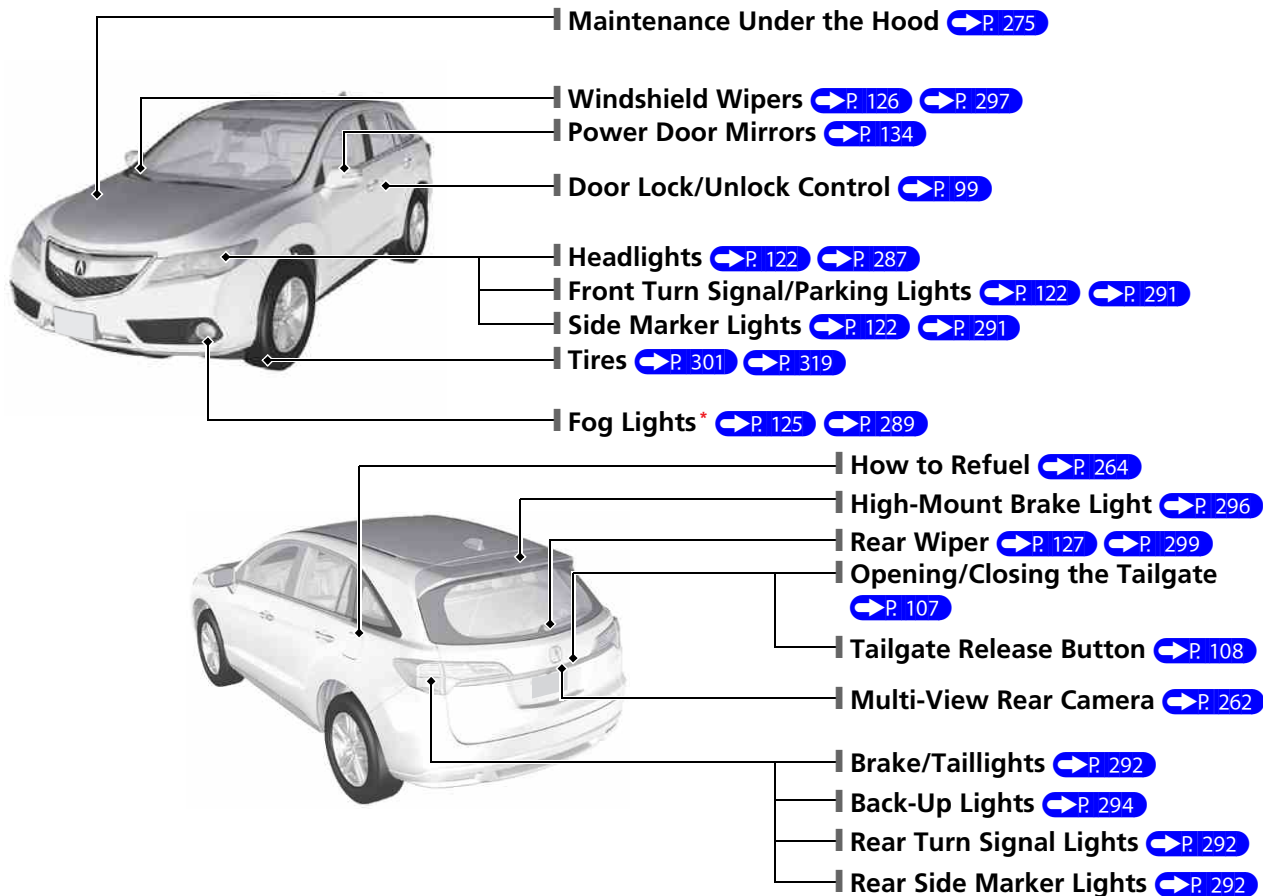 Maintenance Under the Hood P. 275
Windshield Wipers P. 126 P. 297
Power Door Mirrors P. 134
Door Lock/Unlock Control P. 99
Headlights P. 122 P. 287
Front Turn Signal/Parking Lights P. 122 P. 291
Side Marker Lights P. 122 P. 291
Tires P. 301 P. 319
Fog Lights* P. 125 P. 289
How to Refuel P. 264
High-Mount Brake Light P. 296
Rear Wiper P. 127 P. 299
Opening/Closing the Tailgate
P. 107
Tailgate Release Button P. 108
Multi-View Rear Camera P. 262
Brake/Taillights P. 292
Back-Up Lights P. 294
Rear Turn Signal Lights P. 292
Rear Side Marker Lights P. 292